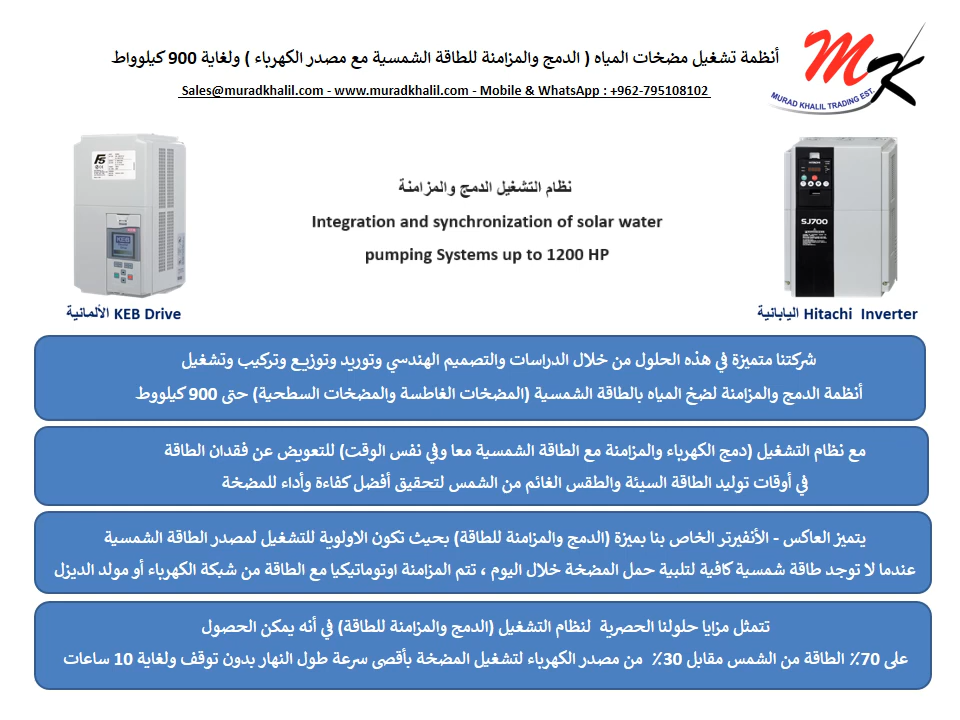 أنظمة تشغيل مضخات المياه ( الدمج والمزامنة للطاقة الشمسية مع مصدر الكهرباء ) ولغاية 900 كيلوواط
Sales@muradkhalil.com - www.muradkhalil.com - Mobile & WhatsApp : +962-795108102
MK
MURAD KHALIL TRADING EST.
نظام التشغيل الدمج والمزامنة
Integration and synchronization of solar water
pumping Systems up to 1200 HP
F5
KEB
HITACHI
SJ700
KEB Drive الألمانية
Hitachi Inverter اليابانية
شركتنا متميزة في هذه الحلول من خلال الدراسات والتصميم الهندسي وتوريد وتوزيع وتركيب وتشغيل
أنظمة الدمج والمزامنة لضخ المياه بالطاقة الشمسية (المضخات الغاطسة والمضخات السطحية) حتى 900 كيلووط
مع نظام التشغيل (دمج الكهرباء والمزامنة مع الطاقة الشمسية معا وفي نفس الوقت) للتعويض عن فقدان الطاقة
في أوقات توليد الطاقة السيئة والطقس الغائم من الشمس لتحقيق أفضل كفاءة وأداء للمضخة
يتميز العاكس - الأنفيرتر الخاص بنا بميزة (الدمج والمزامنة للطاقة) بحيث تكون الاولوية للتشغيل لمصدر الطاقة الشمسية
عندما لا توجد طاقة شمسية كافية لتلبية حمل المضخة خلال اليوم ، تتم المزامنة اوتوماتيكيا مع الطاقة من شبكة الكهرباء أو مولد الديزل
تتمثل مزايا حلولنا الحصرية لنظام التشغيل (الدمج والمزامنة للطاقة) في أنه يمكن الحصول
على 70٪ الطاقة من الشمس مقابل 30٪ من مصدر الكهرباء لتشغيل المضخة بأقصى سرعة طول النهار بدون توقف ولغاية 10 ساعات